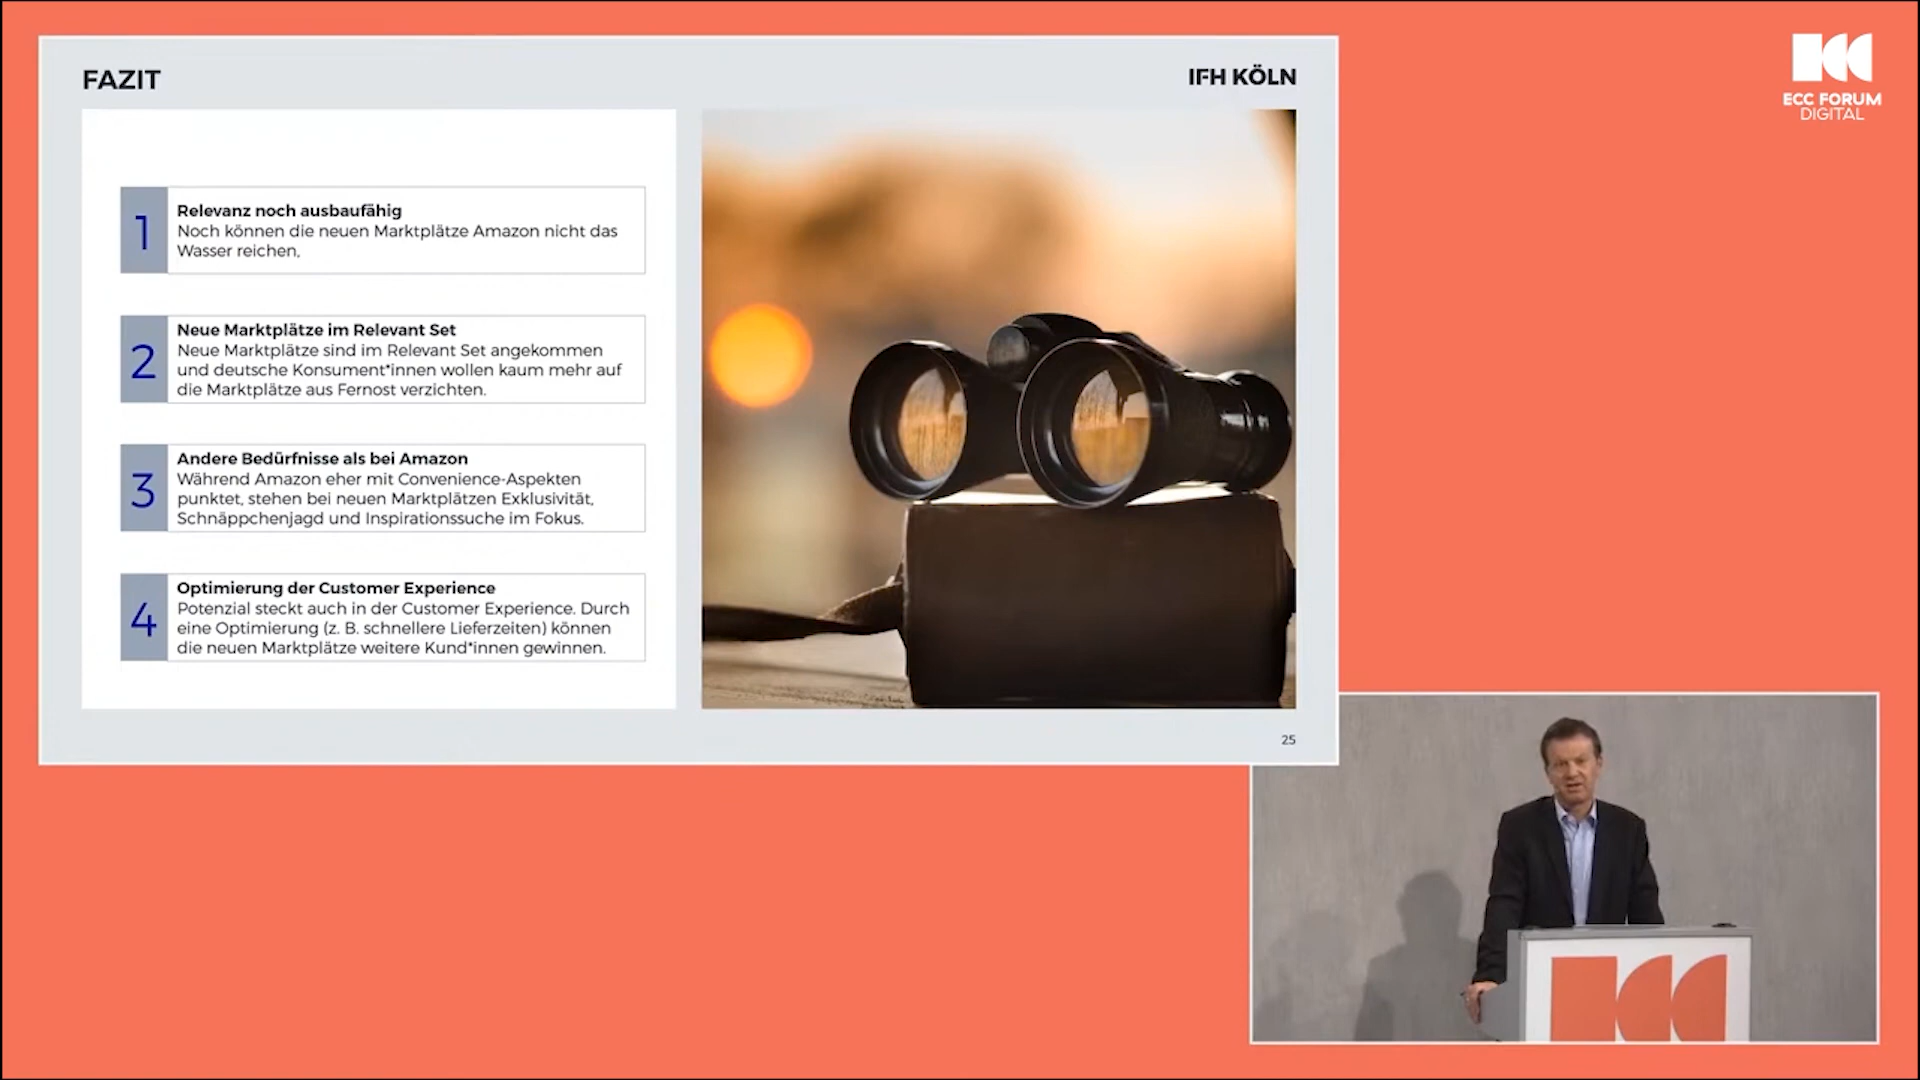 FAZIT
IFH KÖLN
1
Relevanz noch ausbaufähig
Noch können die neuen Marktplätze Amazon nicht das
Wasser reichen,
2
Neue Marktplätze im Relevant Set
Neue Marktplätze sind im Relevant Set angekommen
und deutsche Konsument*innen wollen kaum mehr auf
die Marktplätze aus Fernost verzichten.
3
Andere Bedürfnisse als bei Amazon
Während Amazon eher mit Convenience-Aspekten
punktet, stehen bei neuen Marktplätzen Exklusivität,
Schnäppchenjagd und Inspirationssuche im Fokus.
4
Optimierung der Customer Experience
Potenzial steckt auch in der Customer Experience. Durch
eine Optimierung (z. B. schnellere Lieferzeiten) können
die neuen Marktplätze weitere Kund*innen gewinnen.
25
ECC FORUM
DIGITAL